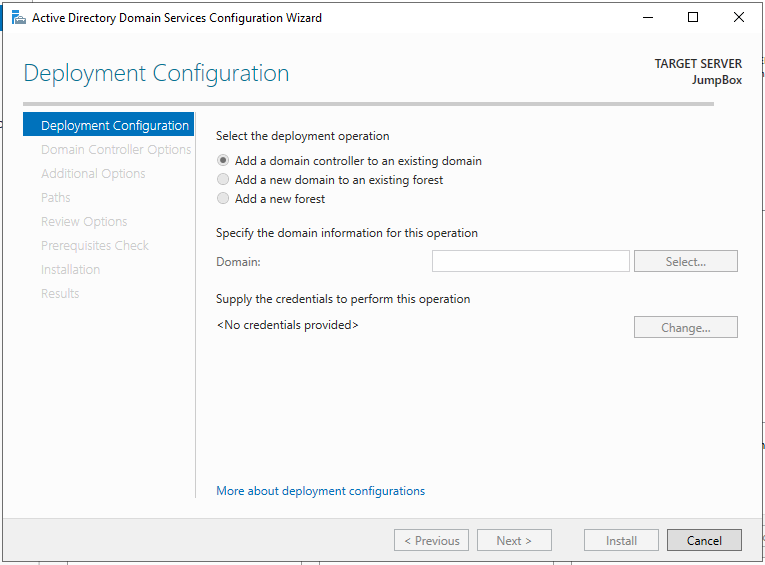 Active Directory Domain Services Configuration Wizard
Deployment Configuration
TARGET SERVER
JumpBox
Deployment Configuration
Domain Controller Options
Additional Options
Paths
Review Options
Prerequisites Check
Installation
Results
Select the deployment operation
Add a domain controller to an existing domain
Add a new domain to an existing forest
Add a new forest
Specify the domain information for this operation
Domain:
Select...
Supply the credentials to perform this operation
<No credentials provided>
Change...
More about deployment configurations
< Previous
Next >
Install
Cancel